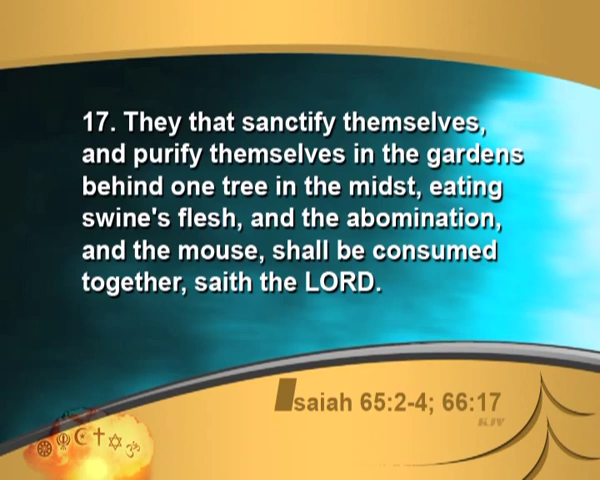 17. They that sanctify themselves,
and purify themselves in the gardens
behind one tree in the midst, eating
swine's flesh, and the abomination,
and the mouse, shall be consumed
together, saith the LORD.
Isaiah 65:2-4; 66:17
KJV